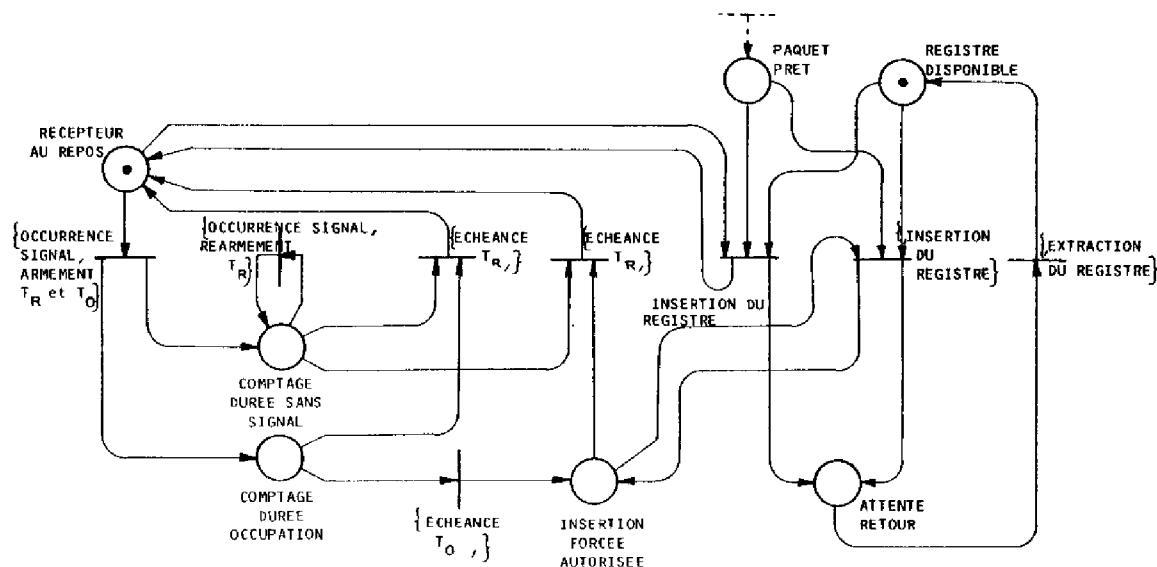 PAQUET
PRET
REGISTRE
DISPONIBLE
RECEPTEUR
AU REPOS
{OCCURRENCE
SIGNAL,
ARMEMENT
TR et TO}
{OCCURRENCE SIGNAL,
REARMEMENT
TR}
{ECHEANCE
TR,}
{ECHEANCE
TR,}
INSERTION DU
REGISTRE
{INSERTION
DU
REGISTRE}
{EXTRACTION
DU REGISTRE}
COMPTAGE
DUREE SANS
SIGNAL
COMPTAGE
DUREE
OCCUPATION
{ECHEANCE
TO ,}
INSERTION
FORCEE
AUTORISEE
ATTENTE
RETOUR